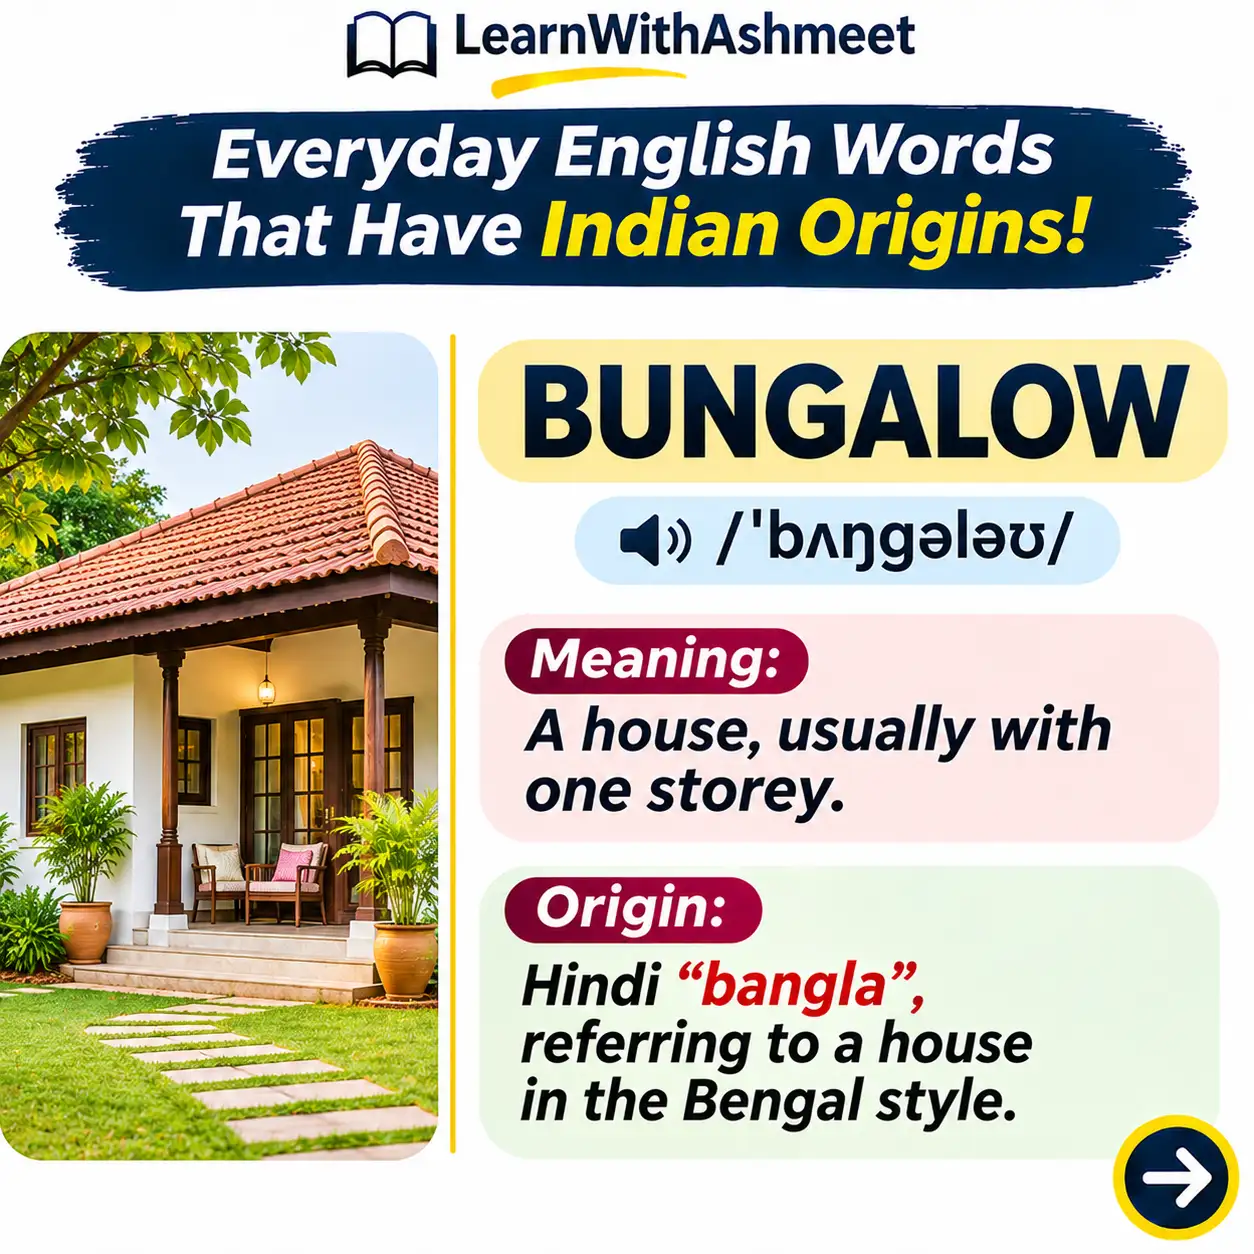 LearnWithAshmeet
Everyday English Words
That Have Indian Origins!
BUNGALOW
/ˈbʌŋgələʊ/
Meaning:
A house, usually with
one storey.
Origin:
Hindi “bangla”,
referring to a house
in the Bengal style.